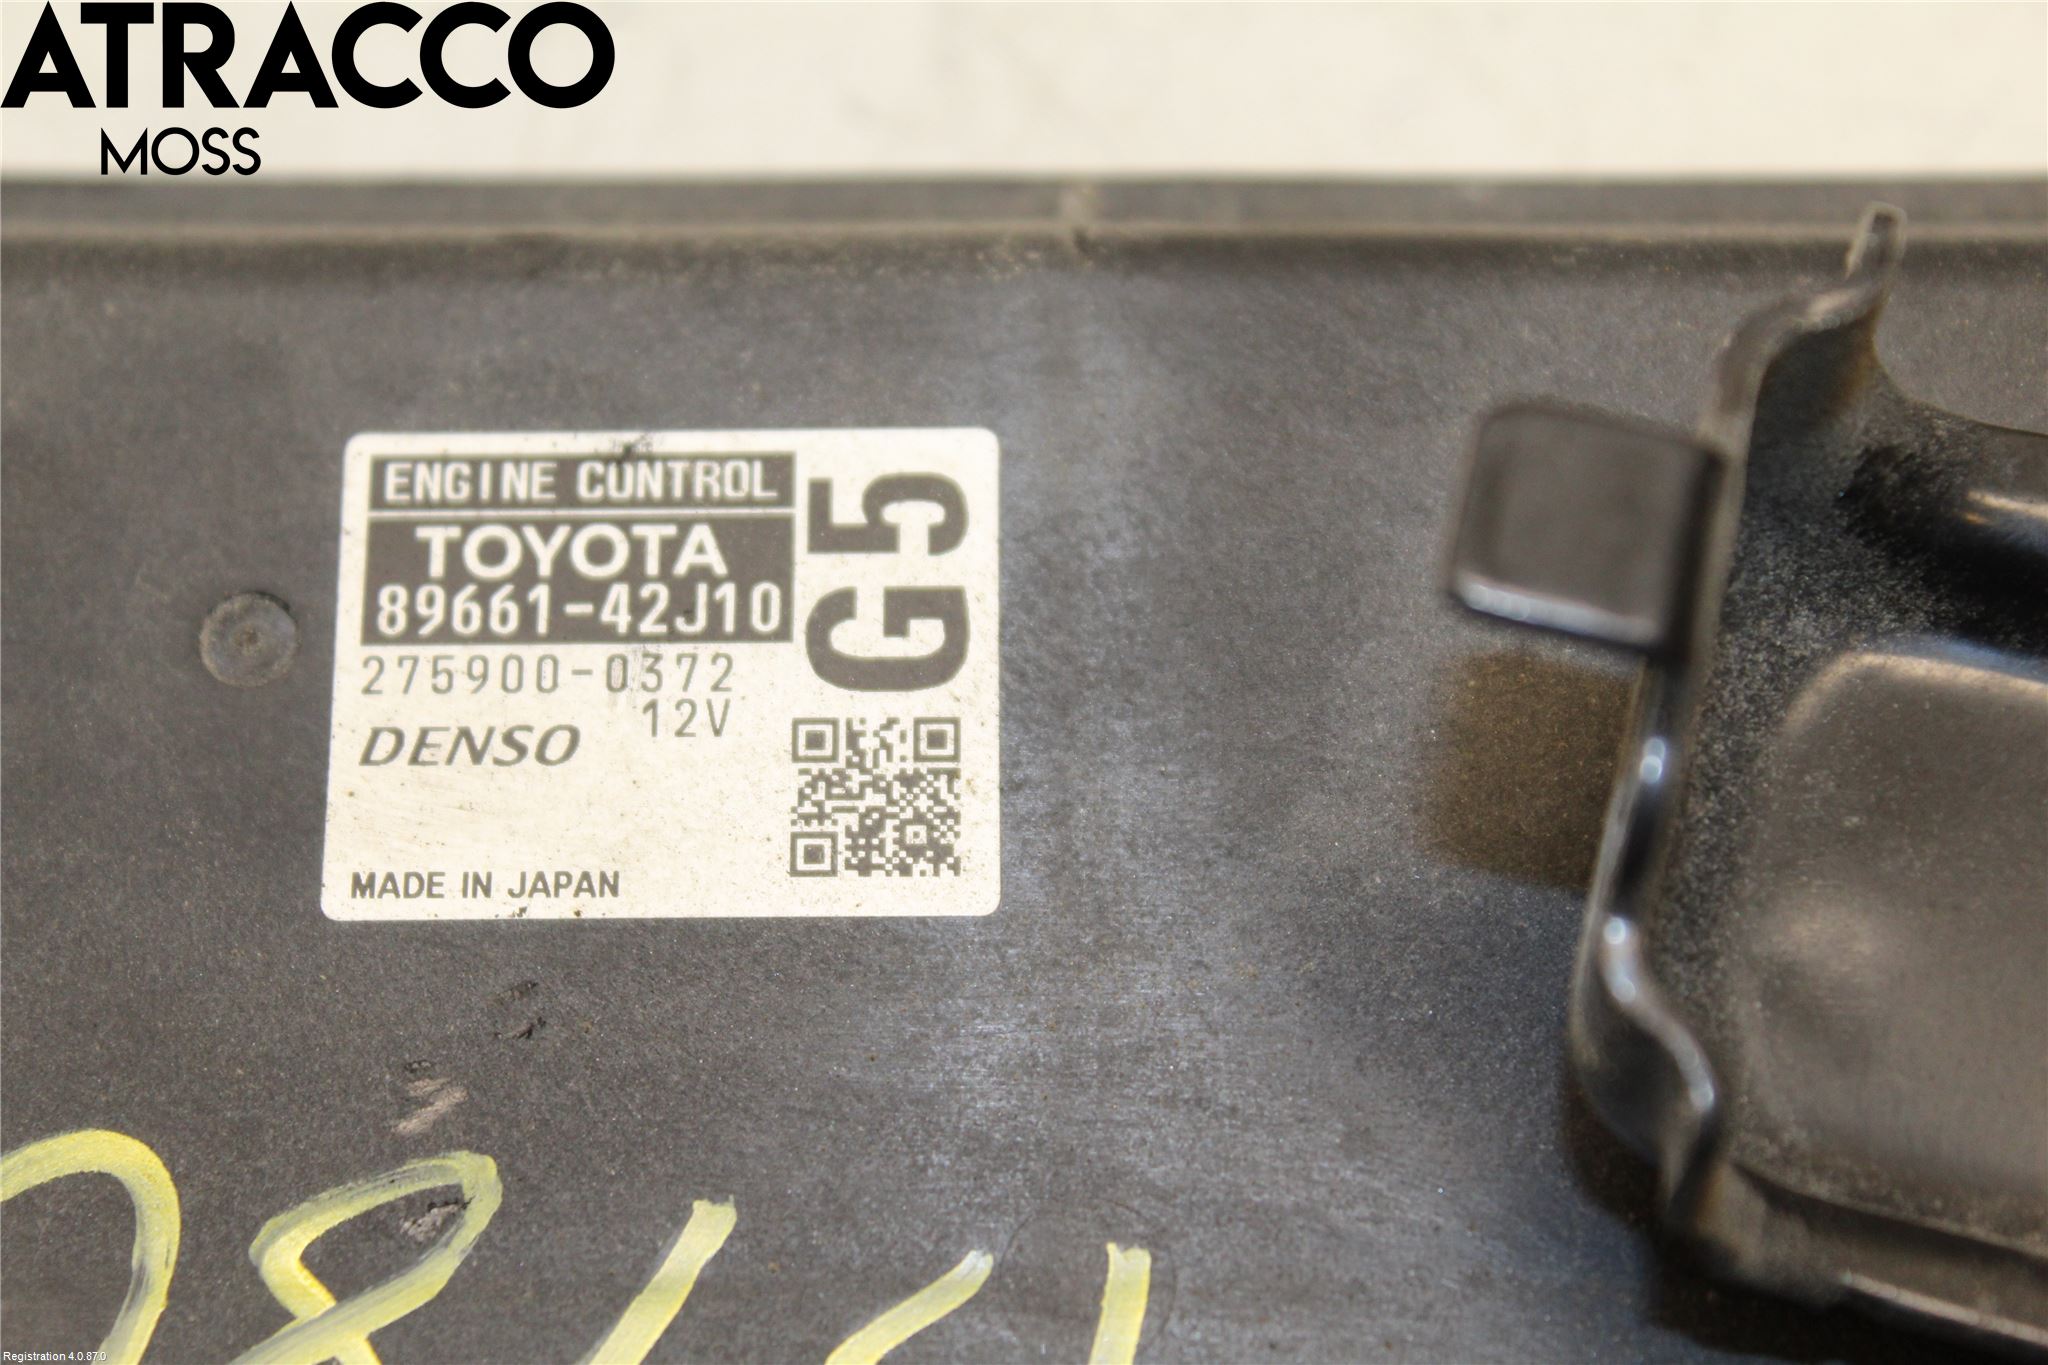 ATRACCO
MOSS
ENGINE CONTROL
TOYOTA
89661-42J10
G5
275900-0372
12V
DENSO
MADE IN JAPAN
Registration 4.0.87.0